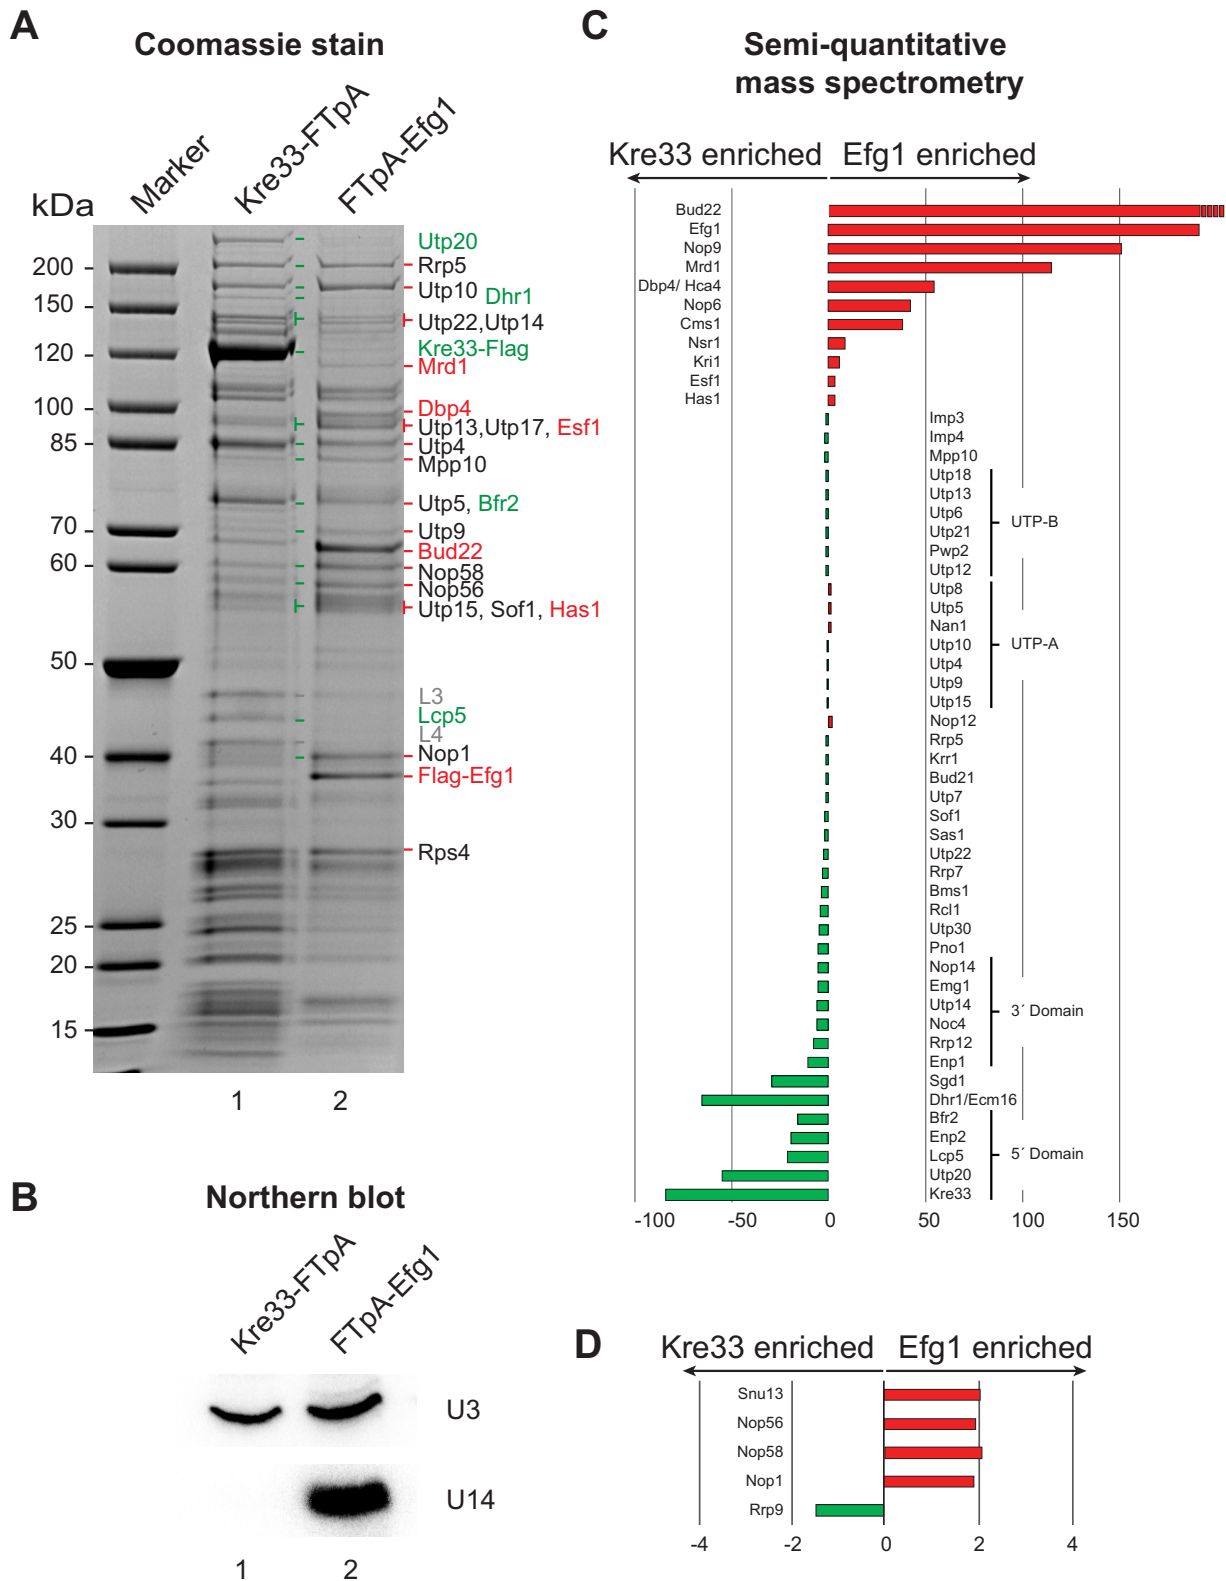 A
Coomassie stain
kDa
Marker
Kre33-FTpA
FTpA-Efg1
200
150
120
100
85
70
60
50
40
30
25
20
15
Utp20
Rrp5
Utp10 Dhr1
Utp22,Utp14
Kre33-Flag
Mrd1
Dbp4
Utp13,Utp17, Esf1
Utp4
Mpp10
Utp5, Bfr2
Utp9
Bud22
Nop58
Nop56
Utp15, Sof1, Has1
L3
Lcp5
L4
Nop1
Flag-Efg1
Rps4
1 2
B
Northern blot
Kre33-FTpA
FTpA-Efg1
U3
U14
1 2
C
Semi-quantitative
mass spectrometry
Kre33 enriched Efg1 enriched
Bud22
Efg1
Nop9
Mrd1
Dbp4/ Hca4
Nop6
Cms1
Nsr1
Kri1
Esf1
Has1
Imp3
Imp4
Mpp10
Utp18
Utp13
Utp6
Utp21
Pwp2
Utp12
UTP-B
Utp8
Utp5
Nan1
Utp10
Utp4
Utp9
Utp15
UTP-A
Nop12
Rrp5
Krr1
Bud21
Utp7
Sof1
Sas1
Utp22
Rrp7
Bms1
Rcl1
Utp30
Pno1
Nop14
Emg1
Utp14
Noc4
Rrp12
Enp1
3´ Domain
Sgd1
Dhr1/Ecm16
Bfr2
Enp2
Lcp5
Utp20
Kre33
5´ Domain
-100 -50 0 50 100 150
D
Kre33 enriched Efg1 enriched
Snu13
Nop56
Nop58
Nop1
Rrp9
-4 -2 0 2 4